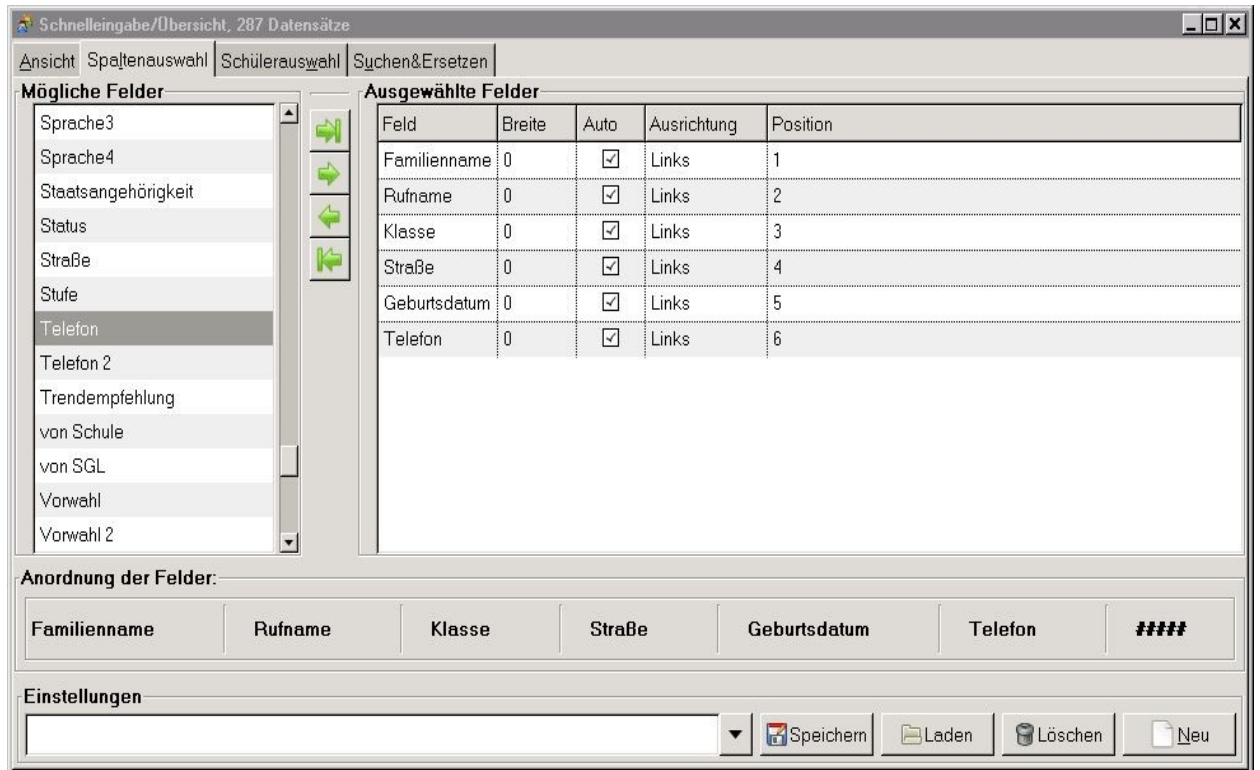 Schnelleingabe/Übersicht, 287 Datensätze
Ansicht Spaltenauswahl Schülerauswahl Suchen&Ersetzen
Mögliche Felder
Sprache3
Sprache4
Staatsangehörigkeit
Status
Straße
Stufe
Telefon
Telefon 2
Trendempfehlung
von Schule
von SGL
Vorwahl
Vorwahl 2
Ausgewählte Felder
Feld Breite Auto Ausrichtung Position
Familienname 0 Links 1
Rufname 0 Links 2
Klasse 0 Links 3
Straße 0 Links 4
Geburtsdatum 0 Links 5
Telefon 0 Links 6
Anordnung der Felder:
Familienname Rufname Klasse Straße Geburtsdatum Telefon #####
Einstellungen
Speichern Laden Löschen Neu